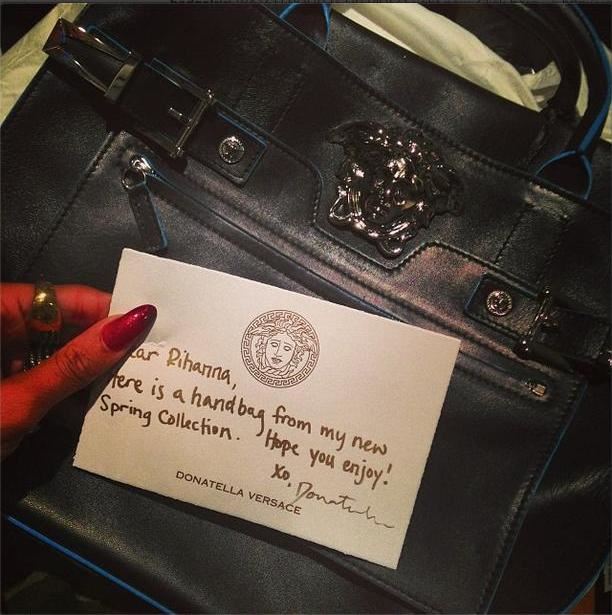 ear Rihanna,
ere is a handbag from my new
Spring Collection. Hope you enjoy!
Xo,
Donatella
DONATELLA VERSACE